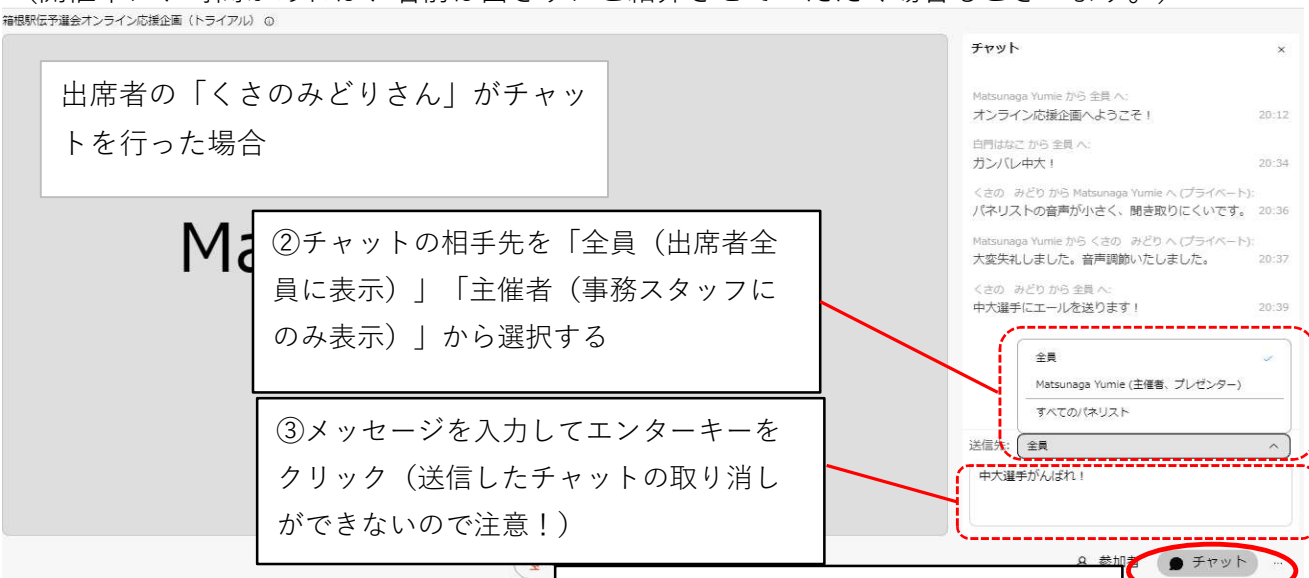 箱根駅伝予選会オンライン応援企画（トライアル）
出席者の「くさのみどりさん」がチャッ
トを行った場合
Ma
②チャットの相手先を「全員（出席者全
員に表示）」「主催者（事務スタッフに
のみ表示）」から選択する
③メッセージを入力してエンターキーを
クリック（送信したチャットの取り消し
ができないので注意！）
チャット ×
Matsunaga Yumie から 全員 へ:
オンライン応援企画へようこそ！ 20:12
白門はなこ から 全員 へ:
ガンバレ中大！ 20:34
くさの　みどり から Matsunaga Yumie へ (プライベート):
パネリストの音声が小さく、聞き取りにくいです。 20:36
Matsunaga Yumie から くさの　みどり へ (プライベート):
大変失礼しました。音声調節いたしました。 20:37
くさの　みどり から 全員 へ:
中大選手にエールを送ります！ 20:39
全員
Matsunaga Yumie (主催者、プレゼンター)
すべてのパネリスト
送信先: 全員
中大選手がんばれ！
参加者 チャット …